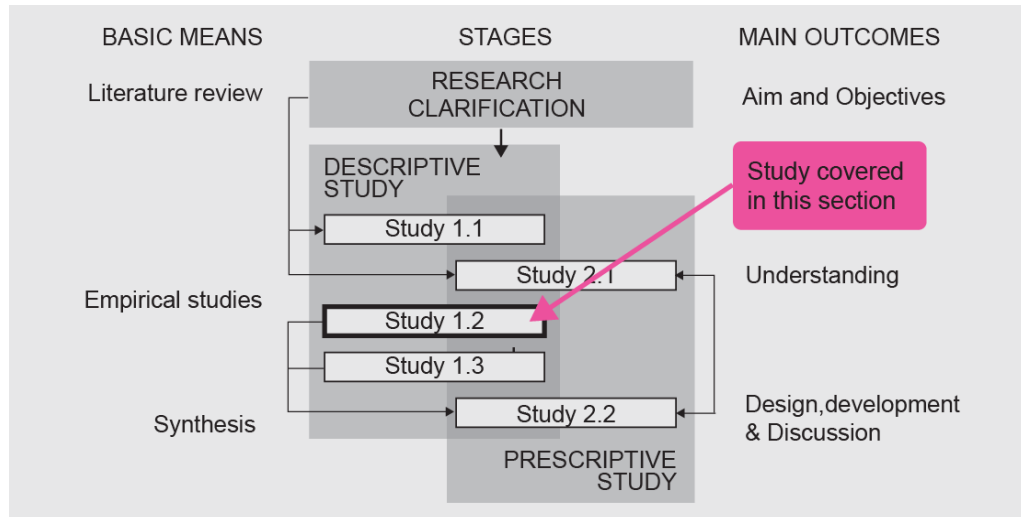 BASIC MEANS
STAGES
MAIN OUTCOMES
Literature review
RESEARCH
CLARIFICATION
Aim and Objectives
DESCRIPTIVE
STUDY
Study covered
in this section
Study 1.1
Study 2.1
Understanding
Empirical studies
Study 1.2
Study 1.3
Synthesis
Study 2.2
Design,development
& Discussion
PRESCRIPTIVE
STUDY